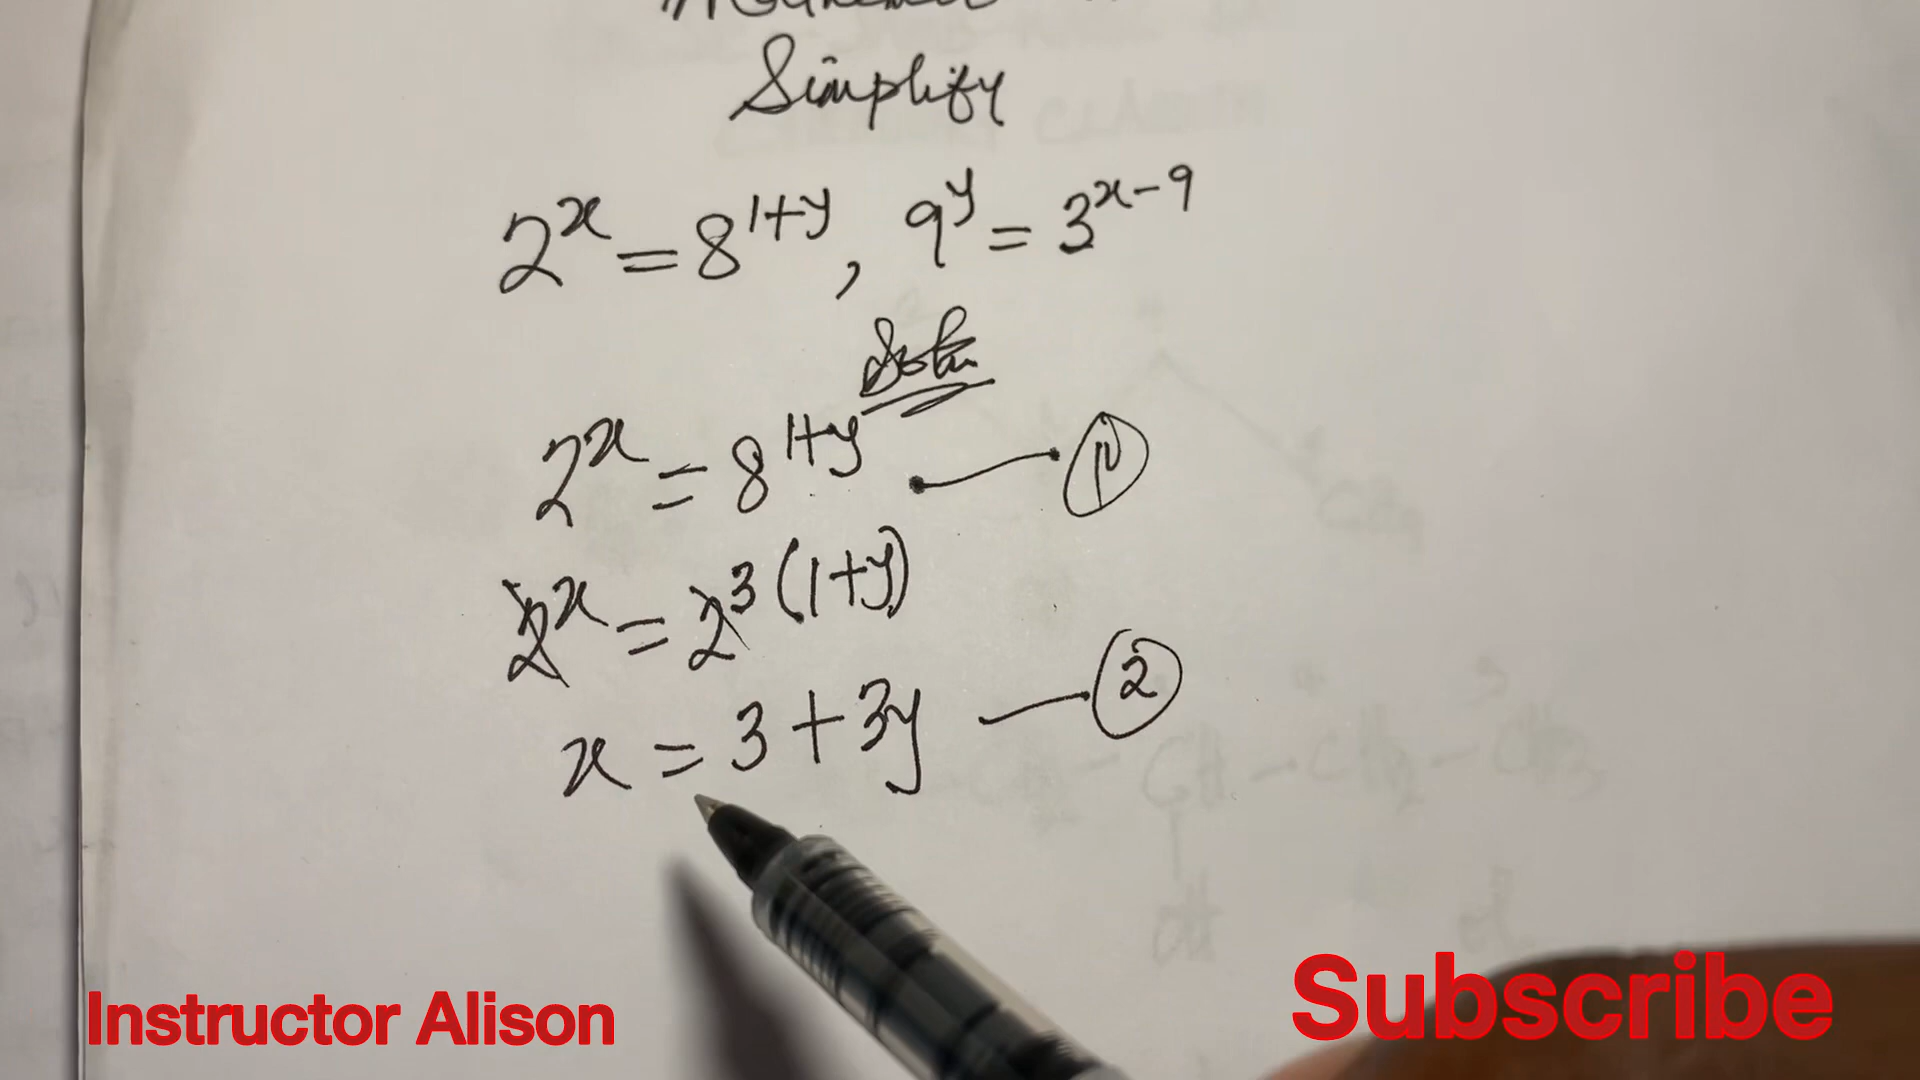 Simplify
2^x = 8^{1+y}, 9^y = 3^{x-9}
Soln
2^x = 8^{1+y} — 1
2^x = 2^{3(1+y)}
x = 3 + 3y — 2
Instructor Alison
Subscribe